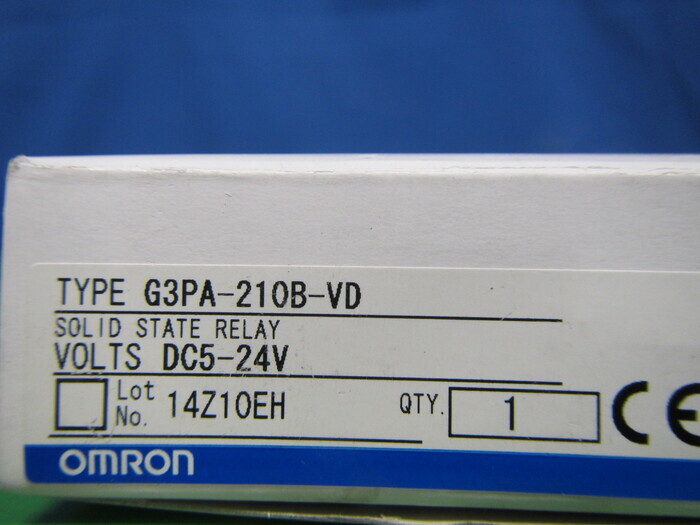 TYPE G3PA-210B-VD
SOLID STATE RELAY
VOLTS DC5-24V
Lot No. 14Z10EH QTY. 1
CE
OMRON